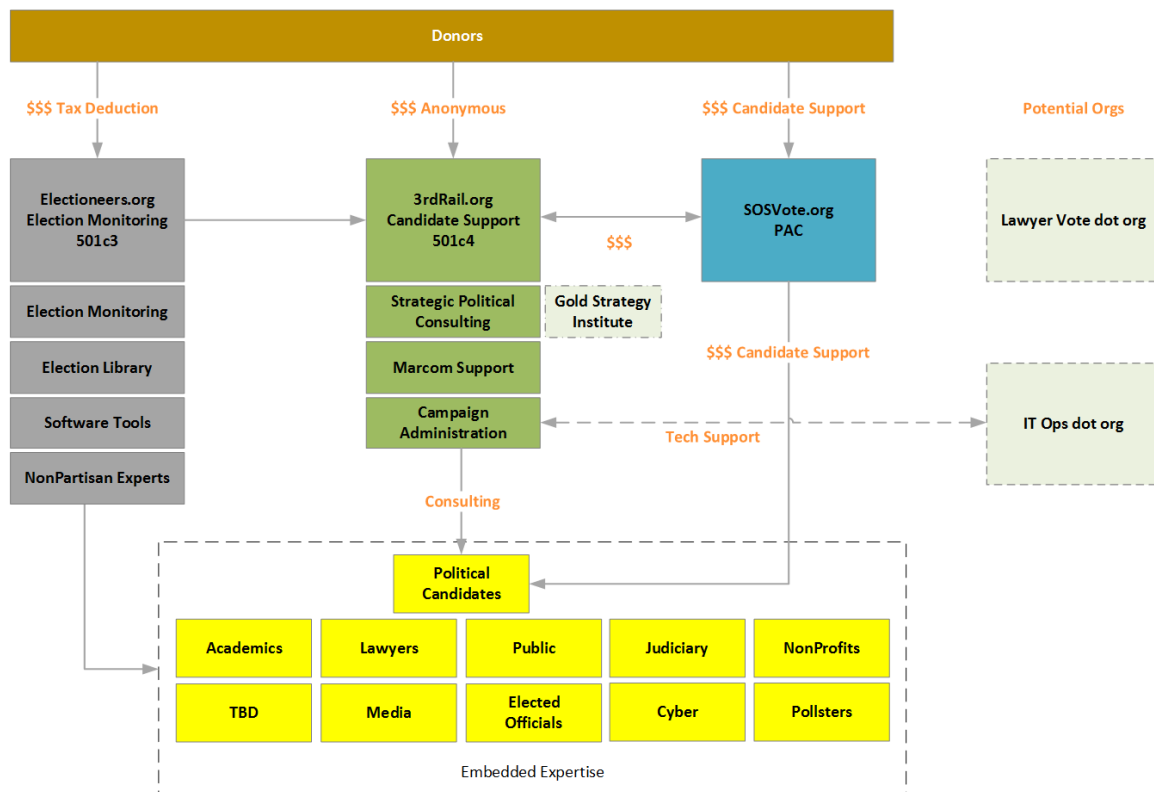 Donors
$$$ Tax Deduction
$$$ Anonymous
$$$ Candidate Support
Potential Orgs
Electioneers.org
Election Monitoring
501c3
3rdRail.org
Candidate Support
501c4
$$$
SOSVote.org
PAC
Lawyer Vote dot org
Election Monitoring
Strategic Political
Consulting
Gold Strategy
Institute
Election Library
Marcom Support
$$$ Candidate Support
Software Tools
Campaign
Administration
Tech Support
IT Ops dot org
NonPartisan Experts
Consulting
Political
Candidates
Academics
Lawyers
Public
Judiciary
NonProfits
TBD
Media
Elected
Officials
Cyber
Pollsters
Embedded Expertise